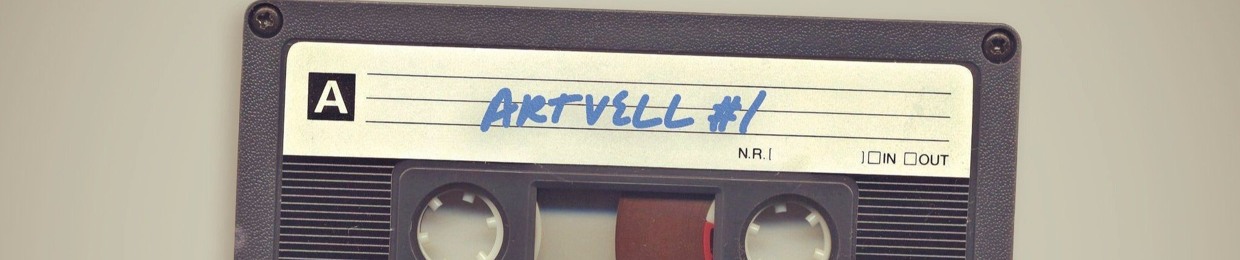 A
ARTVELL #1
N.R.[ ]☐IN ☐OUT